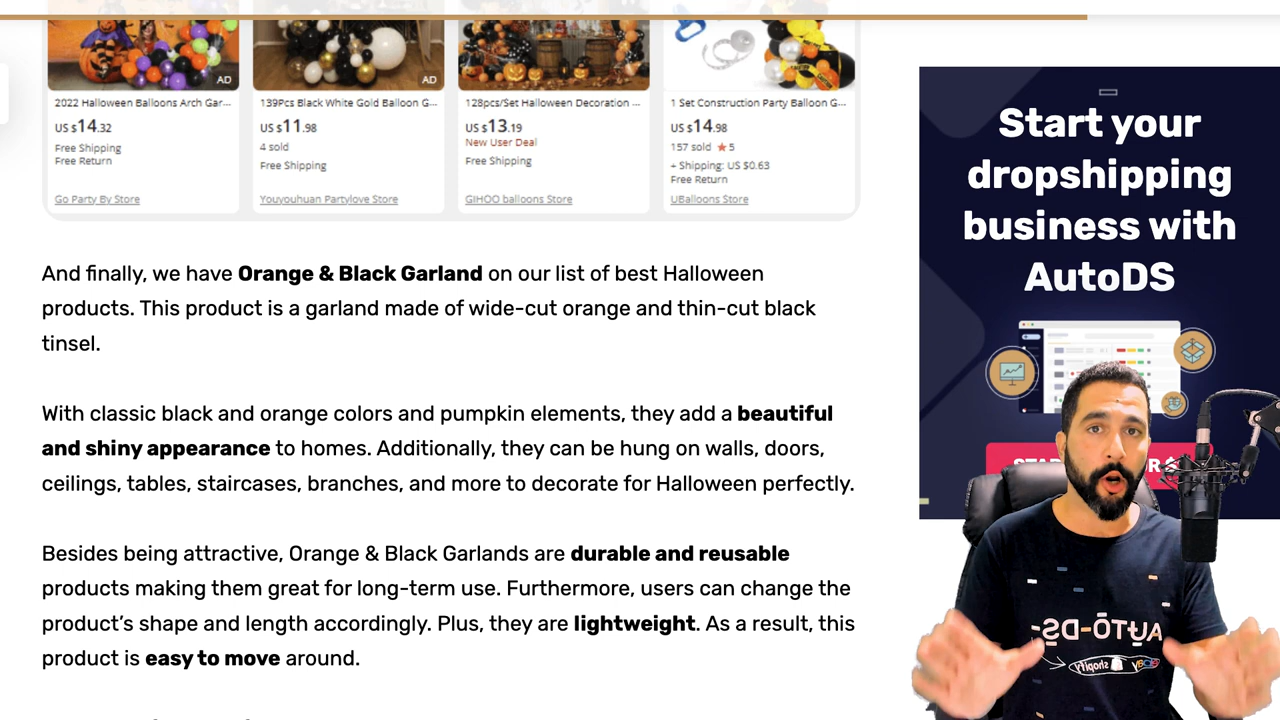 AD
AD
2022 Halloween Balloons Arch Gar...
139Pcs Black White Gold Balloon G...
128pcs/Set Halloween Decoration ...
1 Set Construction Party Balloon G...
US $14.32
US $11.98
US $13.19
US $14.98
Free Shipping
4 sold
New User Deal
157 sold ★5
Free Return
Free Shipping
Free Shipping
+ Shipping: US $0.63
Free Return
Go Party By Store
Youyouhuan Partylove Store
GIHOO balloons Store
UBalloons Store
And finally, we have Orange & Black Garland on our list of best Halloween
products. This product is a garland made of wide-cut orange and thin-cut black
tinsel.
With classic black and orange colors and pumpkin elements, they add a beautiful
and shiny appearance to homes. Additionally, they can be hung on walls, doors,
ceilings, tables, staircases, branches, and more to decorate for Halloween perfectly.
Besides being attractive, Orange & Black Garlands are durable and reusable
products making them great for long-term use. Furthermore, users can change the
product’s shape and length accordingly. Plus, they are lightweight. As a result, this
product is easy to move around.
Start your
dropshipping
business with
AutoDS
AUTO-DS-
shopify
ebay